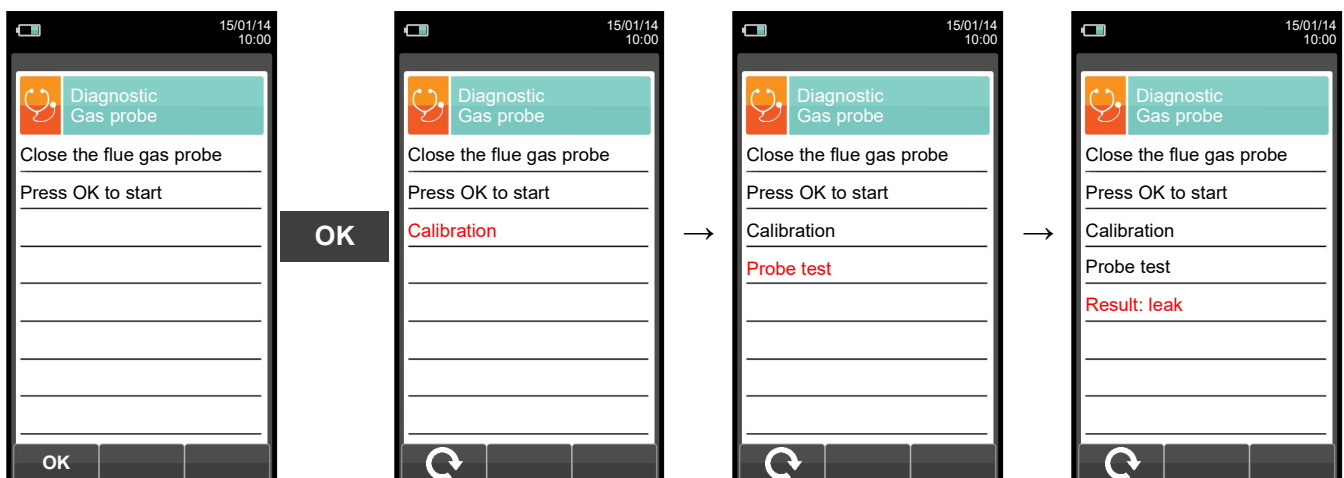 15/01/14
10:00
Diagnostic
Gas probe
Close the flue gas probe
Press OK to start
OK
OK
15/01/14
10:00
Diagnostic
Gas probe
Close the flue gas probe
Press OK to start
Calibration
→
15/01/14
10:00
Diagnostic
Gas probe
Close the flue gas probe
Press OK to start
Calibration
Probe test
→
15/01/14
10:00
Diagnostic
Gas probe
Close the flue gas probe
Press OK to start
Calibration
Probe test
Result: leak